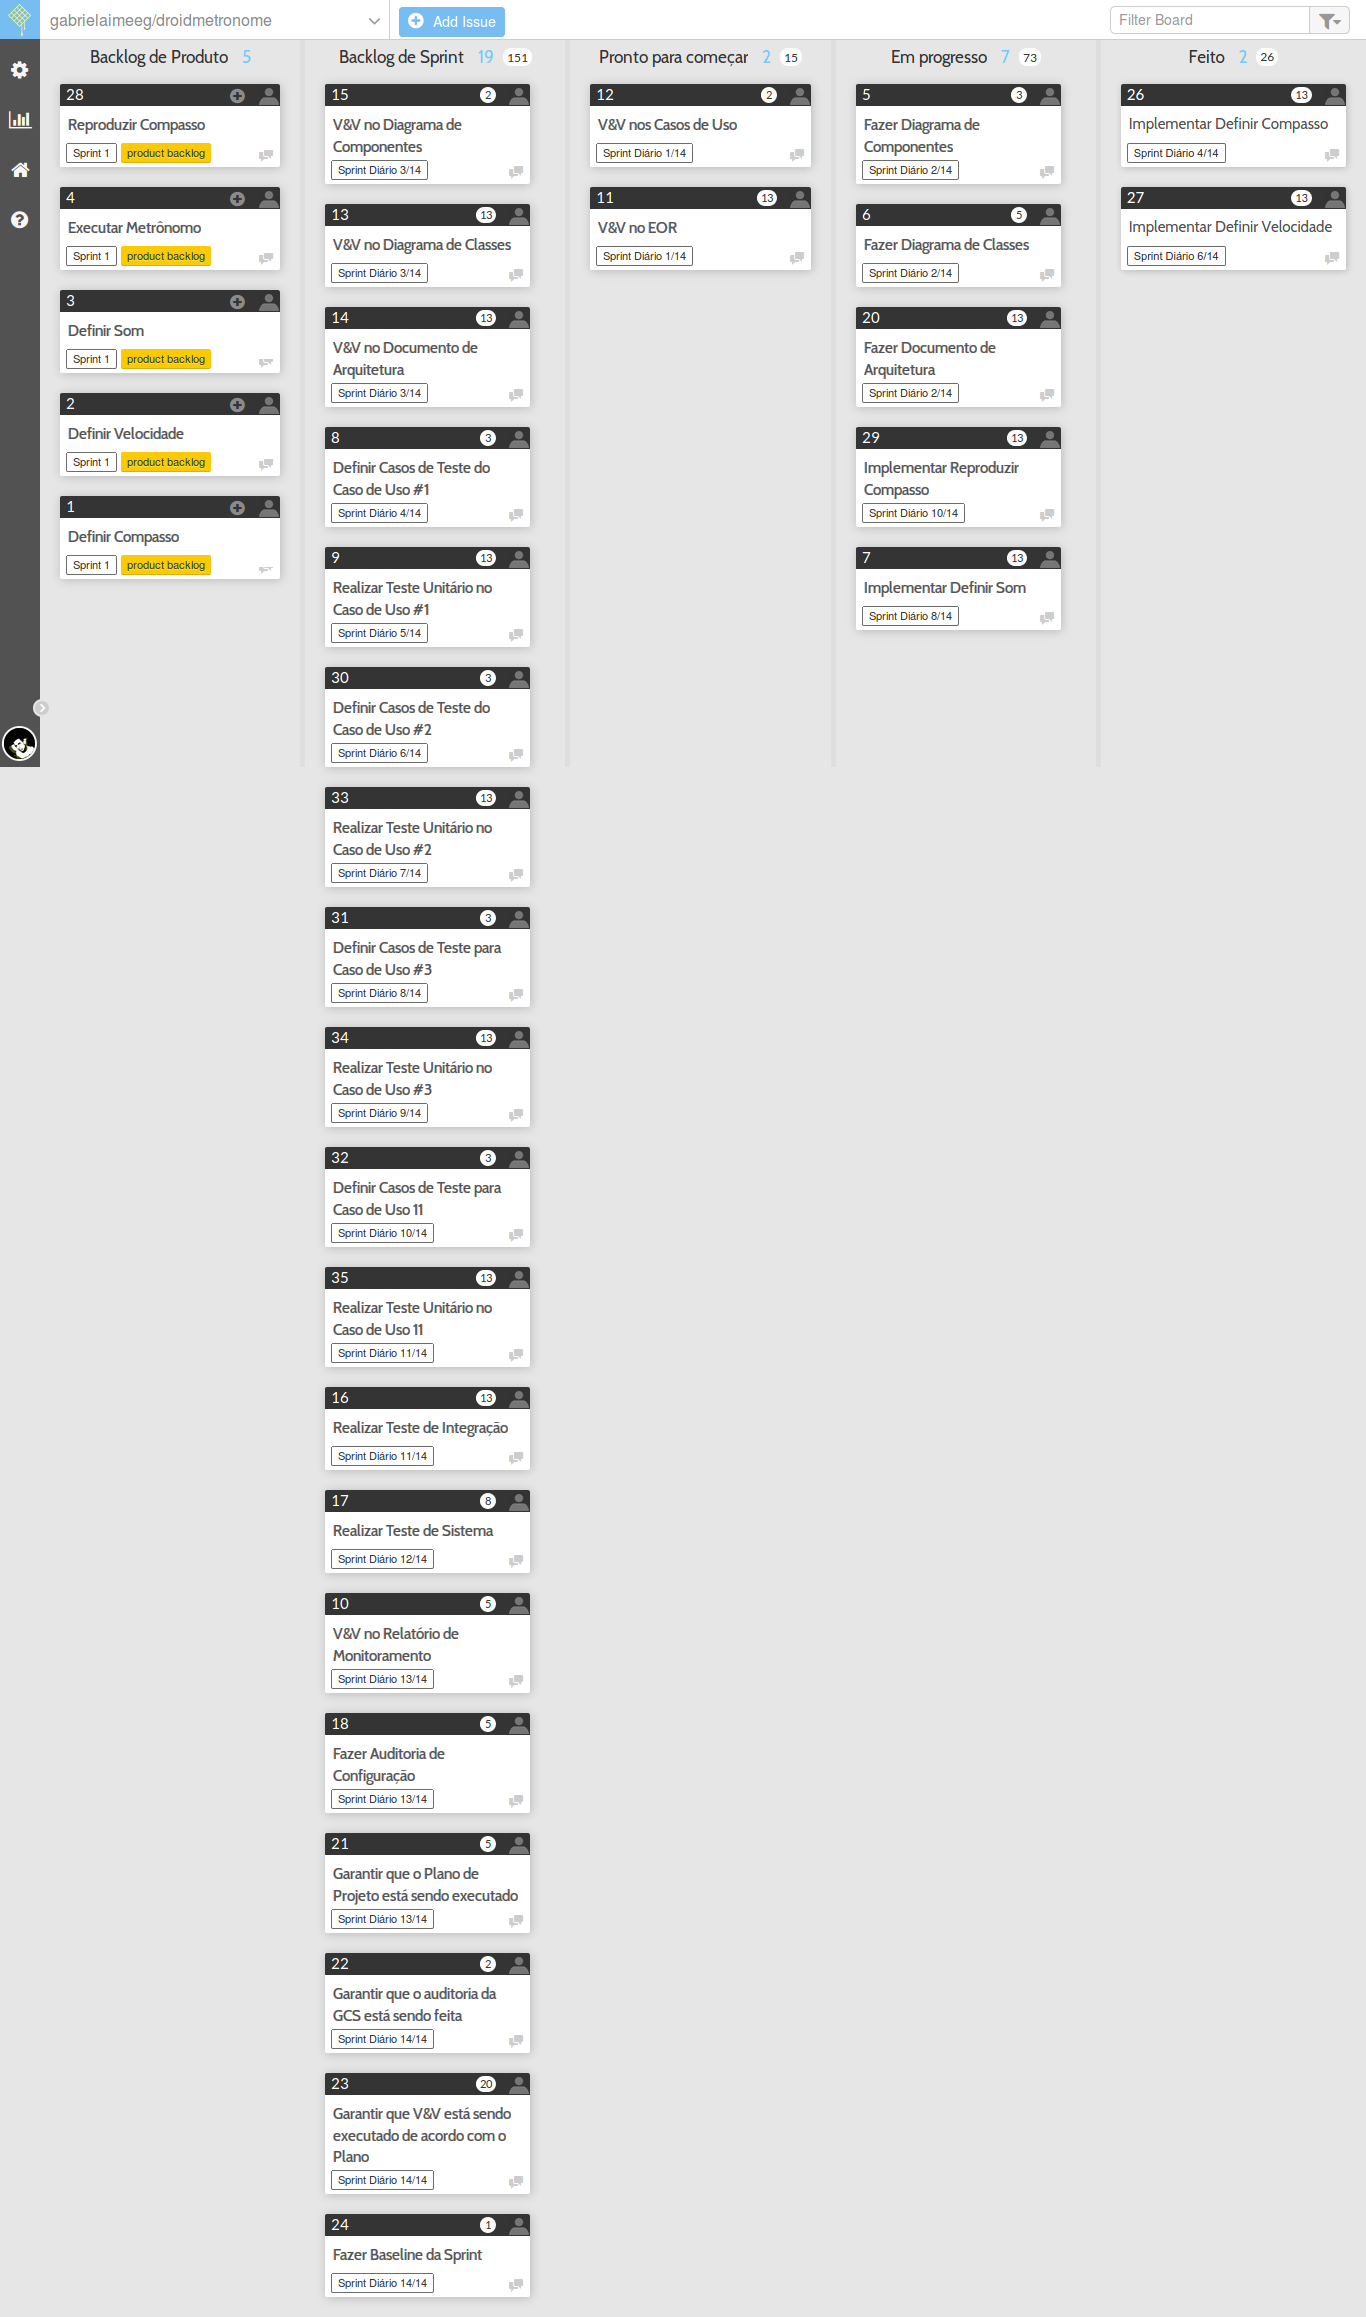 gabrielaimeeg/droidmetronome
Add Issue
Filter Board
Backlog de Produto 5
28
Reproduzir Compasso
Sprint 1 product backlog
4
Executar Metrônomo
Sprint 1 product backlog
3
Definir Som
Sprint 1 product backlog
2
Definir Velocidade
Sprint 1 product backlog
1
Definir Compasso
Sprint 1 product backlog
Backlog de Sprint 19 151
15 2
V&V no Diagrama de
Componentes
Sprint Diário 3/14
13 13
V&V no Diagrama de Classes
Sprint Diário 3/14
14 13
V&V no Documento de
Arquitetura
Sprint Diário 3/14
8 3
Definir Casos de Teste do
Caso de Uso #1
Sprint Diário 4/14
9 13
Realizar Teste Unitário no
Caso de Uso #1
Sprint Diário 5/14
30 3
Definir Casos de Teste do
Caso de Uso #2
Sprint Diário 6/14
33 13
Realizar Teste Unitário no
Caso de Uso #2
Sprint Diário 7/14
31 3
Definir Casos de Teste para
Caso de Uso #3
Sprint Diário 8/14
34 13
Realizar Teste Unitário no
Caso de Uso #3
Sprint Diário 9/14
32 3
Definir Casos de Teste para
Caso de Uso 11
Sprint Diário 10/14
35 13
Realizar Teste Unitário no
Caso de Uso 11
Sprint Diário 11/14
16 13
Realizar Teste de Integração
Sprint Diário 11/14
17 8
Realizar Teste de Sistema
Sprint Diário 12/14
10 5
V&V no Relatório de
Monitoramento
Sprint Diário 13/14
18 5
Fazer Auditoria de
Configuração
Sprint Diário 13/14
21 5
Garantir que o Plano de
Projeto está sendo executado
Sprint Diário 13/14
22 2
Garantir que o auditoria da
GCS está sendo feita
Sprint Diário 14/14
23 20
Garantir que V&V está sendo
executado de acordo com o
Plano
Sprint Diário 14/14
24 1
Fazer Baseline da Sprint
Sprint Diário 14/14
Pronto para começar 2 15
12 2
V&V nos Casos de Uso
Sprint Diário 1/14
11 13
V&V no EOR
Sprint Diário 1/14
Em progresso 7 73
5 3
Fazer Diagrama de
Componentes
Sprint Diário 2/14
6 5
Fazer Diagrama de Classes
Sprint Diário 2/14
20 13
Fazer Documento de
Arquitetura
Sprint Diário 2/14
29 13
Implementar Reproduzir
Compasso
Sprint Diário 10/14
7 13
Implementar Definir Som
Sprint Diário 8/14
Feito 2 26
26 13
Implementar Definir Compasso
Sprint Diário 4/14
27 13
Implementar Definir Velocidade
Sprint Diário 6/14